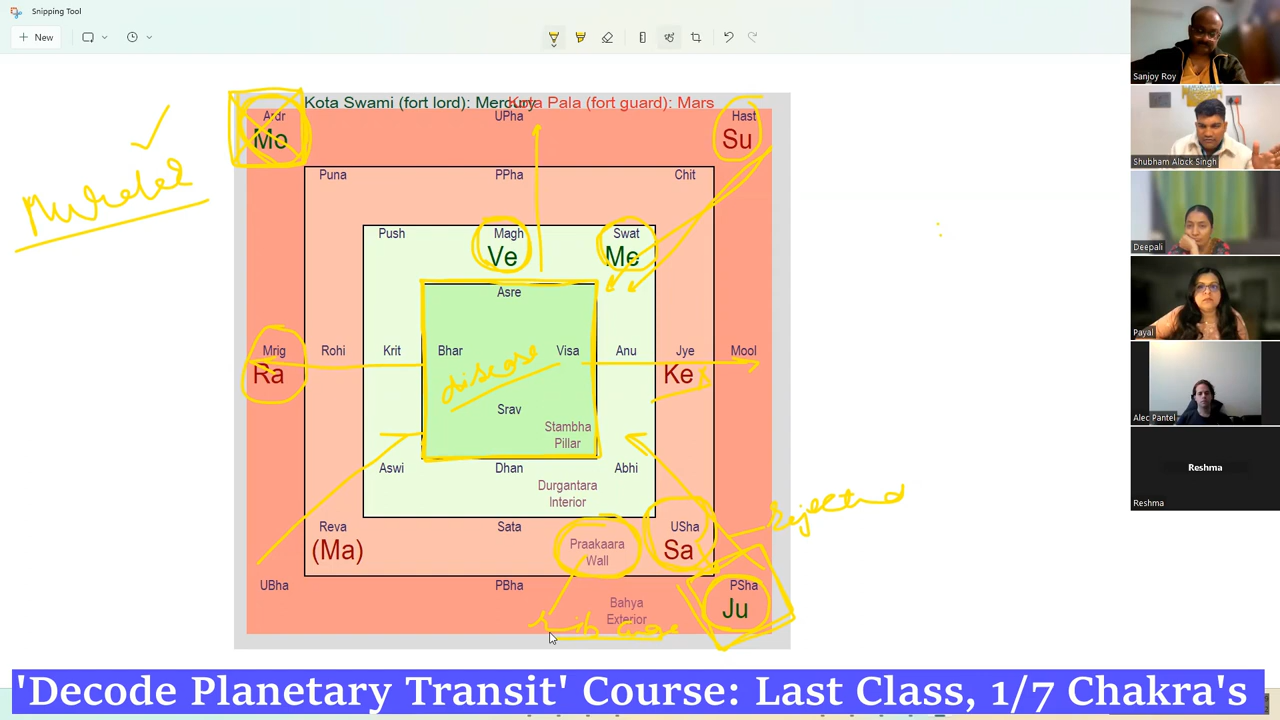 Snipping Tool
New
Kota Swami (fort lord): Mercury
Kota Pala (fort guard): Mars
Ardr
UPha
Hast
Mo
Su
Puna
PPha
Chit
Push
Magh
Swat
Ve
Me
Asre
Mrig
Rohi
Krit
Bhar
Visa
Anu
Jye
Mool
Ra
disease
Ke
Srav
Stambha
Pillar
Aswi
Dhan
Abhi
Durgantara
Interior
Rejected
Reva
Sata
USha
(Ma)
Praakaara
Wall
Sa
UBha
PBha
PSha
Bahya
Exterior
Ju
Sanjoy Roy
Shubham Alock Singh
Deepali
Payal
Alec Pantel
Reshma
Reshma
'Decode Planetary Transit' Course: Last Class, 1/7 Chakra's